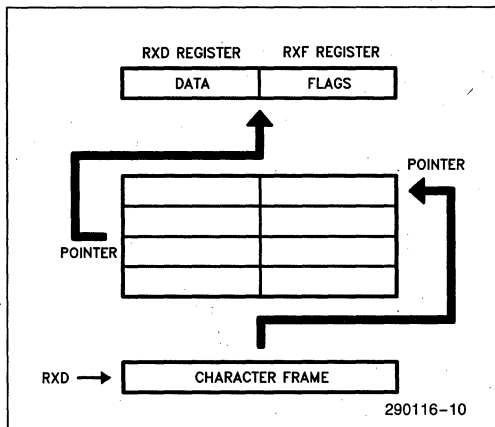 RXD REGISTER RXF REGISTER
DATA FLAGS
POINTER
POINTER
RXD CHARACTER FRAME
290116-10